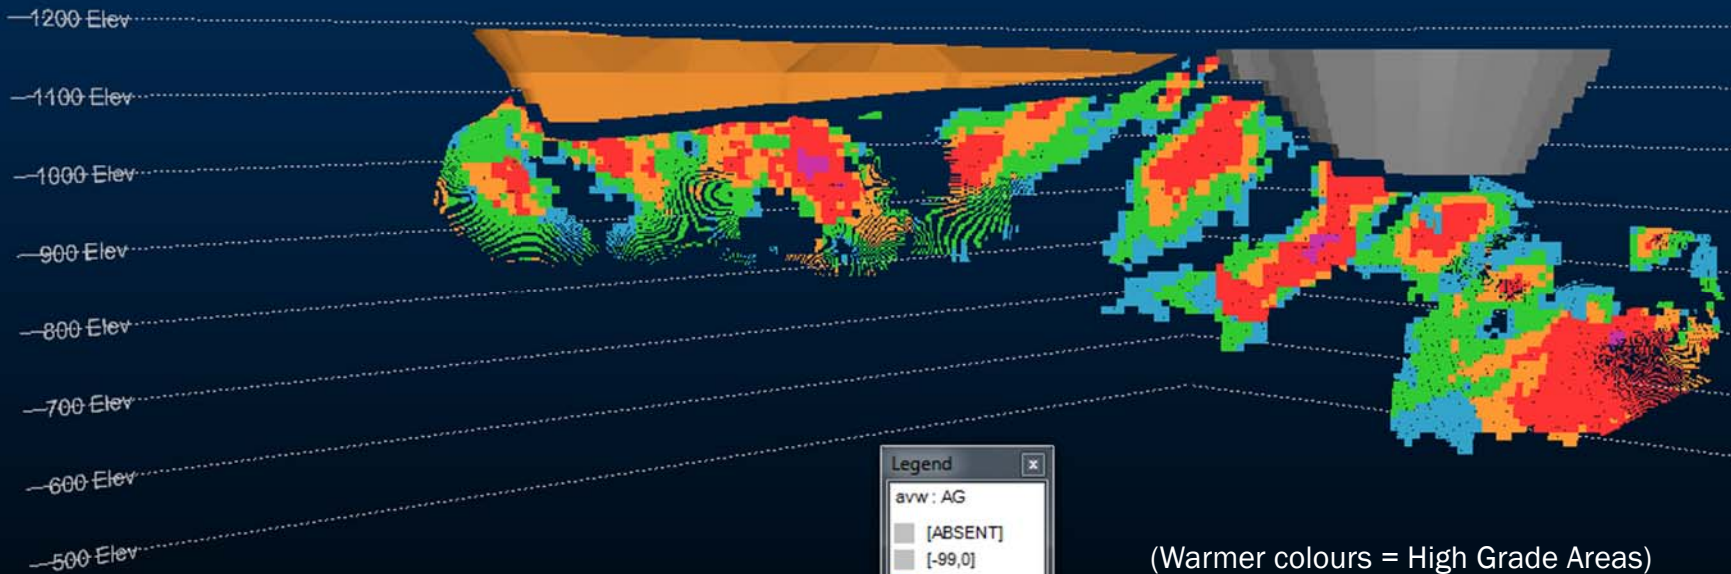 1200 Elev
1100 Elev
1000 Elev
900 Elev
800 Elev
700 Elev
600 Elev
500 Elev
Legend x
avw : AG
[ABSENT]
[-99,0]
(Warmer colours = High Grade Areas)